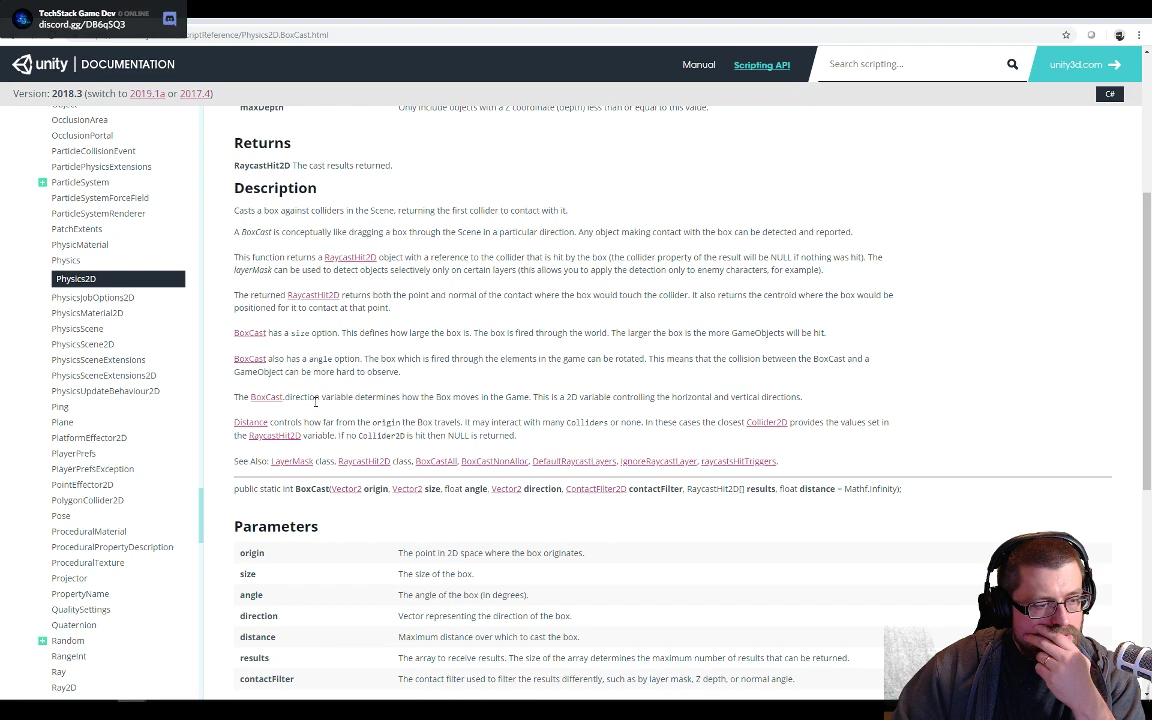 TechStack Game Dev 0 ONLINE
discord.gg/DB6qSQ3
criptReference/Physics2D.BoxCast.html
unity | DOCUMENTATION
Manual
Scripting API
Search scripting...
unity3d.com
Version: 2018.3 (switch to 2019.1a or 2017.4)
C#
OcclusionArea
OcclusionPortal
ParticleCollisionEvent
ParticlePhysicsExtensions
ParticleSystem
ParticleSystemForceField
ParticleSystemRenderer
PatchExtents
PhysicMaterial
Physics
Physics2D
PhysicsJobOptions2D
PhysicsMaterial2D
PhysicsScene
PhysicsScene2D
PhysicsSceneExtensions
PhysicsSceneExtensions2D
PhysicsUpdateBehaviour2D
Ping
Plane
PlatformEffector2D
PlayerPrefs
PlayerPrefsException
PointEffector2D
PolygonCollider2D
Pose
ProceduralMaterial
ProceduralPropertyDescription
ProceduralTexture
Projector
PropertyName
QualitySettings
Quaternion
Random
RangeInt
Ray
Ray2D
maxDepth Only include objects with a Z coordinate (depth) less than or equal to this value.
Returns
RaycastHit2D The cast results returned.
Description
Casts a box against colliders in the Scene, returning the first collider to contact with it.
A BoxCast is conceptually like dragging a box through the Scene in a particular direction. Any object making contact with the box can be detected and reported.
This function returns a RaycastHit2D object with a reference to the collider that is hit by the box (the collider property of the result will be NULL if nothing was hit). The
layerMask can be used to detect objects selectively only on certain layers (this allows you to apply the detection only to enemy characters, for example).
The returned RaycastHit2D returns both the point and normal of the contact where the box would touch the collider. It also returns the centroid where the box would be
positioned for it to contact at that point.
BoxCast has a size option. This defines how large the box is. The box is fired through the world. The larger the box is the more GameObjects will be hit.
BoxCast also has a angle option. The box which is fired through the elements in the game can be rotated. This means that the collision between the BoxCast and a
GameObject can be more hard to observe.
The BoxCast.direction variable determines how the Box moves in the Game. This is a 2D variable controlling the horizontal and vertical directions.
Distance controls how far from the origin the Box travels. It may interact with many Colliders or none. In these cases the closest Collider2D provides the values set in
the RaycastHit2D variable. If no Collider2D is hit then NULL is returned.
See Also: LayerMask class, RaycastHit2D class, BoxCastAll, BoxCastNonAlloc, DefaultRaycastLayers, IgnoreRaycastLayer, raycastsHitTriggers.
public static int BoxCast(Vector2 origin, Vector2 size, float angle, Vector2 direction, ContactFilter2D contactFilter, RaycastHit2D[] results, float distance = Mathf.Infinity);
Parameters
origin The point in 2D space where the box originates.
size The size of the box.
angle The angle of the box (in degrees).
direction Vector representing the direction of the box.
distance Maximum distance over which to cast the box.
results The array to receive results. The size of the array determines the maximum number of results that can be returned.
contactFilter The contact filter used to filter the results differently, such as by layer mask, Z depth, or normal angle.